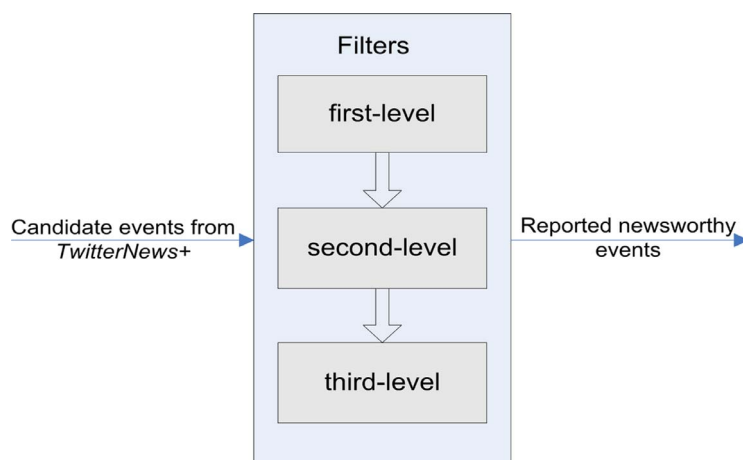 Filters
first-level
Candidate events from
TwitterNews+
second-level
Reported newsworthy
events
third-level